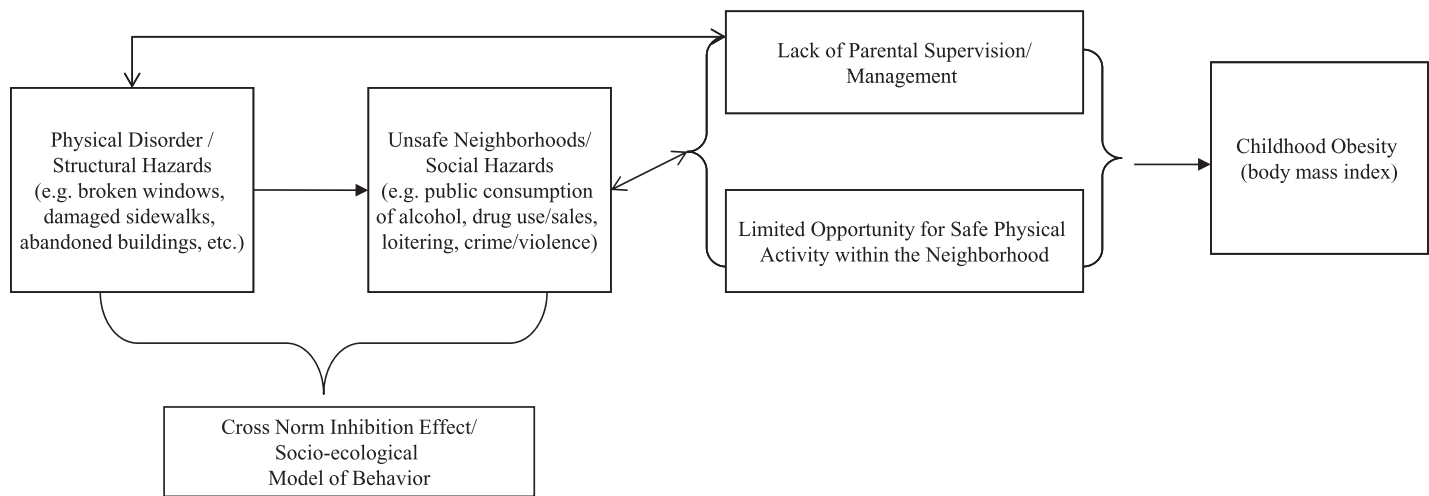 Physical Disorder /
Structural Hazards
(e.g. broken windows,
damaged sidewalks,
abandoned buildings, etc.)
Unsafe Neighborhoods/
Social Hazards
(e.g. public consumption
of alcohol, drug use/sales,
loitering, crime/violence)
Lack of Parental Supervision/
Management
Limited Opportunity for Safe Physical
Activity within the Neighborhood
Childhood Obesity
(body mass index)
Cross Norm Inhibition Effect/
Socio-ecological
Model of Behavior